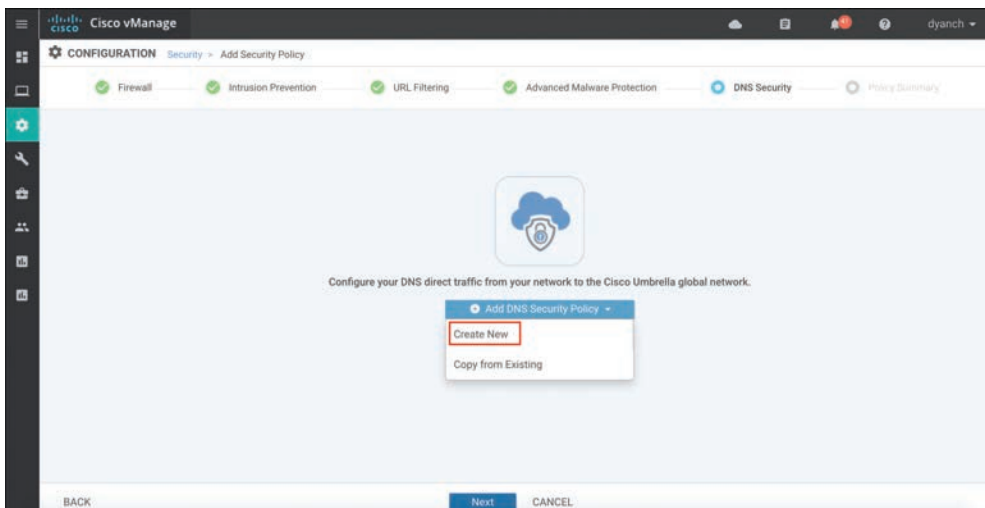 cisco Cisco vManage dyanch
CONFIGURATION Security > Add Security Policy
Firewall Intrusion Prevention URL Filtering Advanced Malware Protection DNS Security Policy Summary
Configure your DNS direct traffic from your network to the Cisco Umbrella global network.
Add DNS Security Policy
Create New
Copy from Existing
BACK Next CANCEL